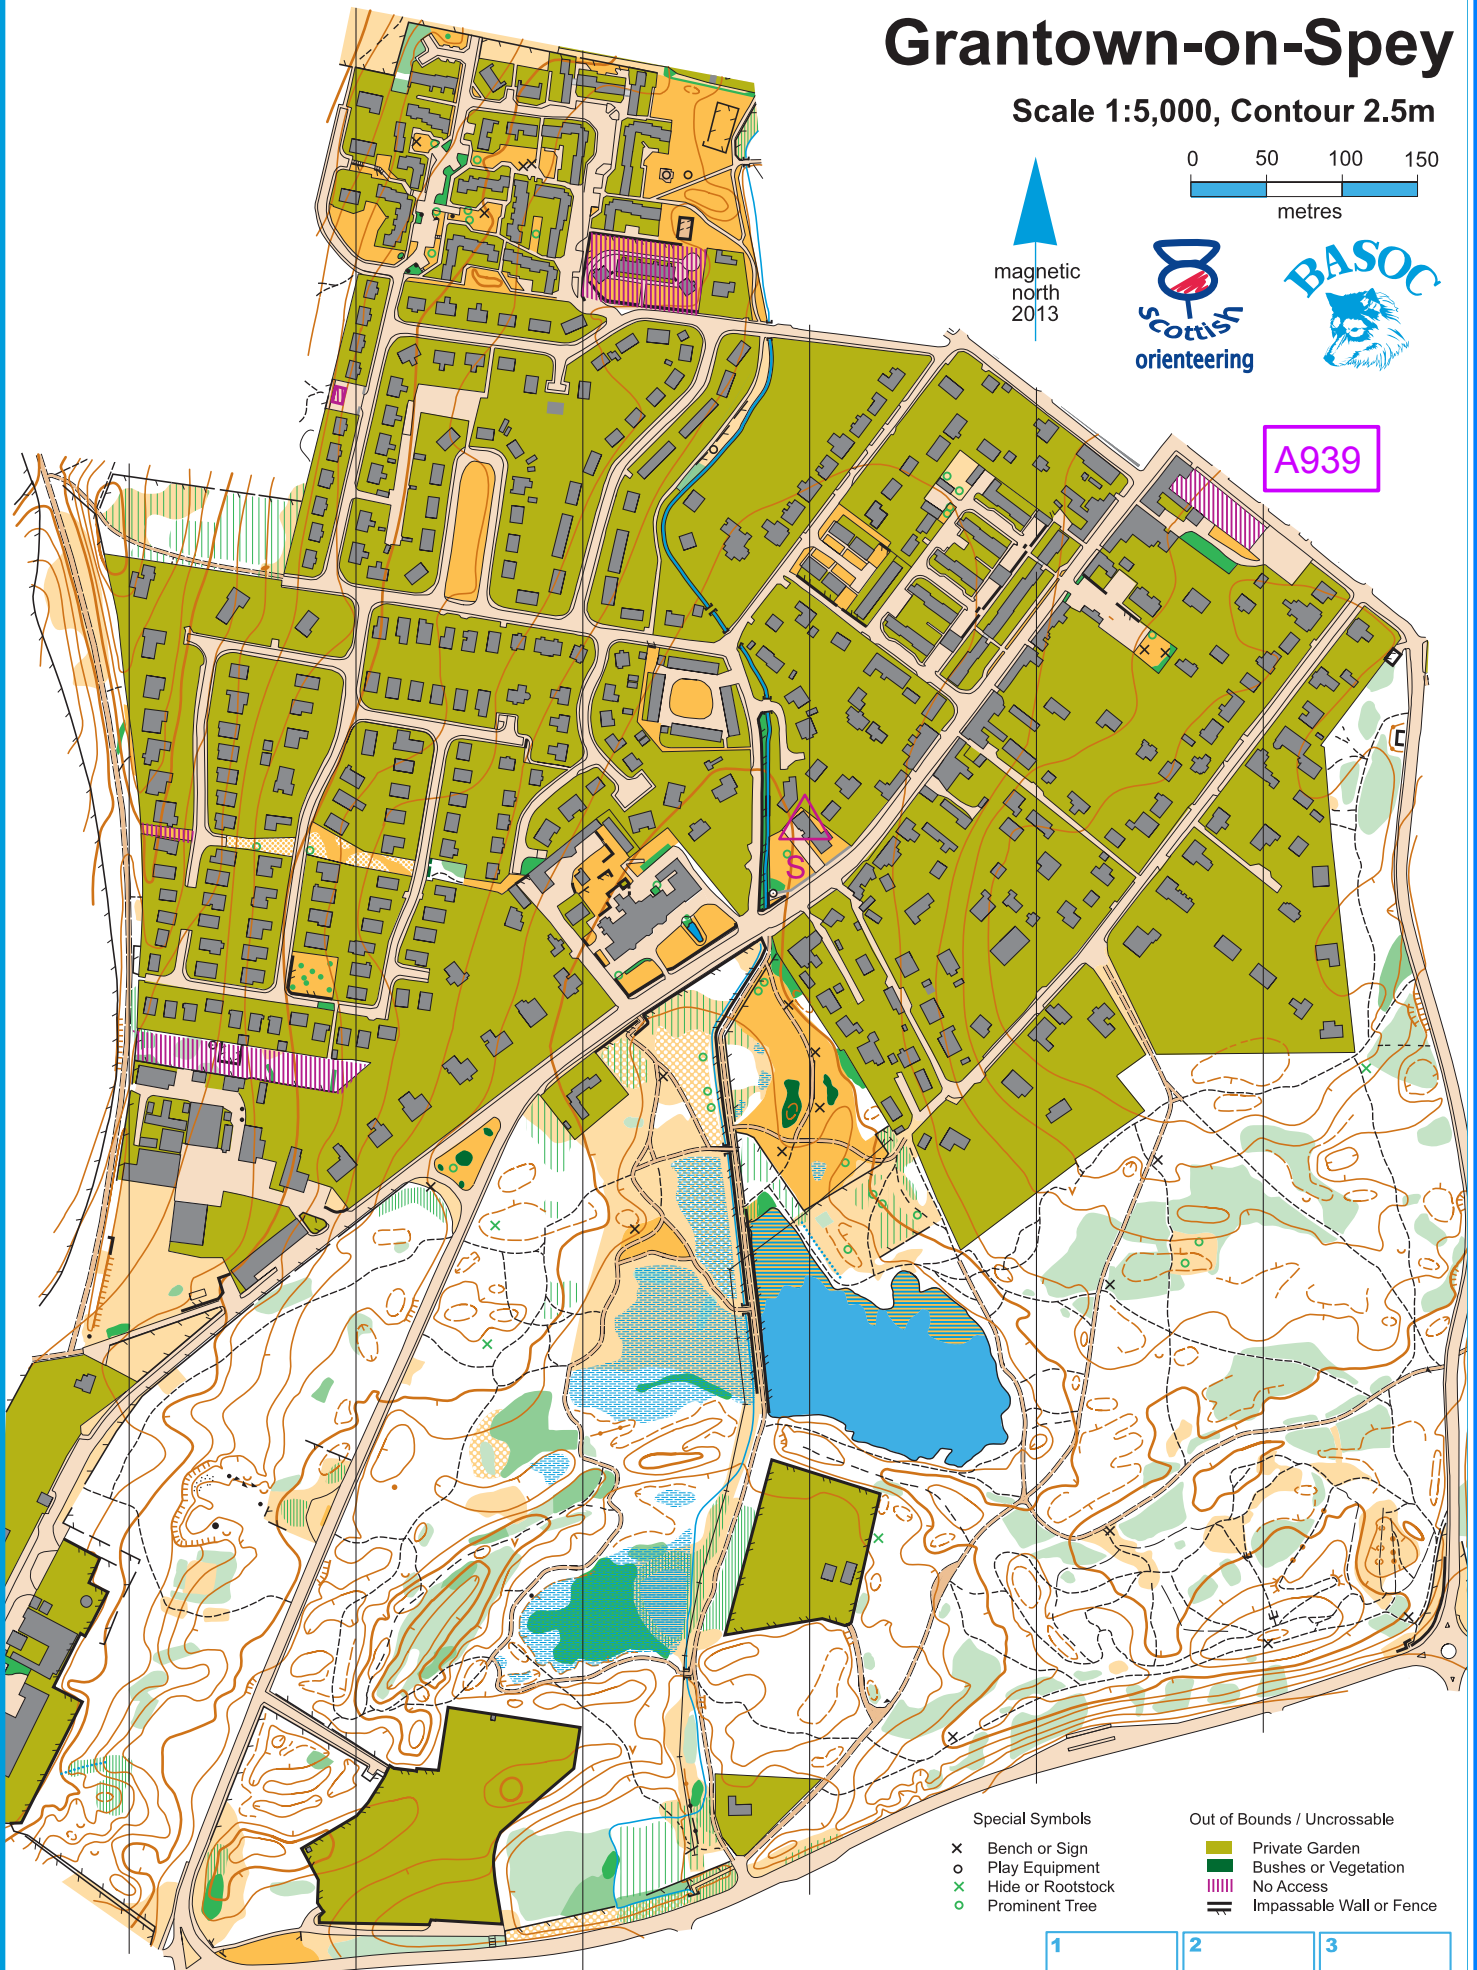 Grantown-on-Spey
Scale 1:5,000, Contour 2.5m
0 50 100 150
metres
magnetic
north
2013
scottish
orienteering
BASOC
A939
S
Special Symbols
Bench or Sign
Play Equipment
Hide or Rootstock
Prominent Tree
Out of Bounds / Uncrossable
Private Garden
Bushes or Vegetation
No Access
Impassable Wall or Fence
1 2 3